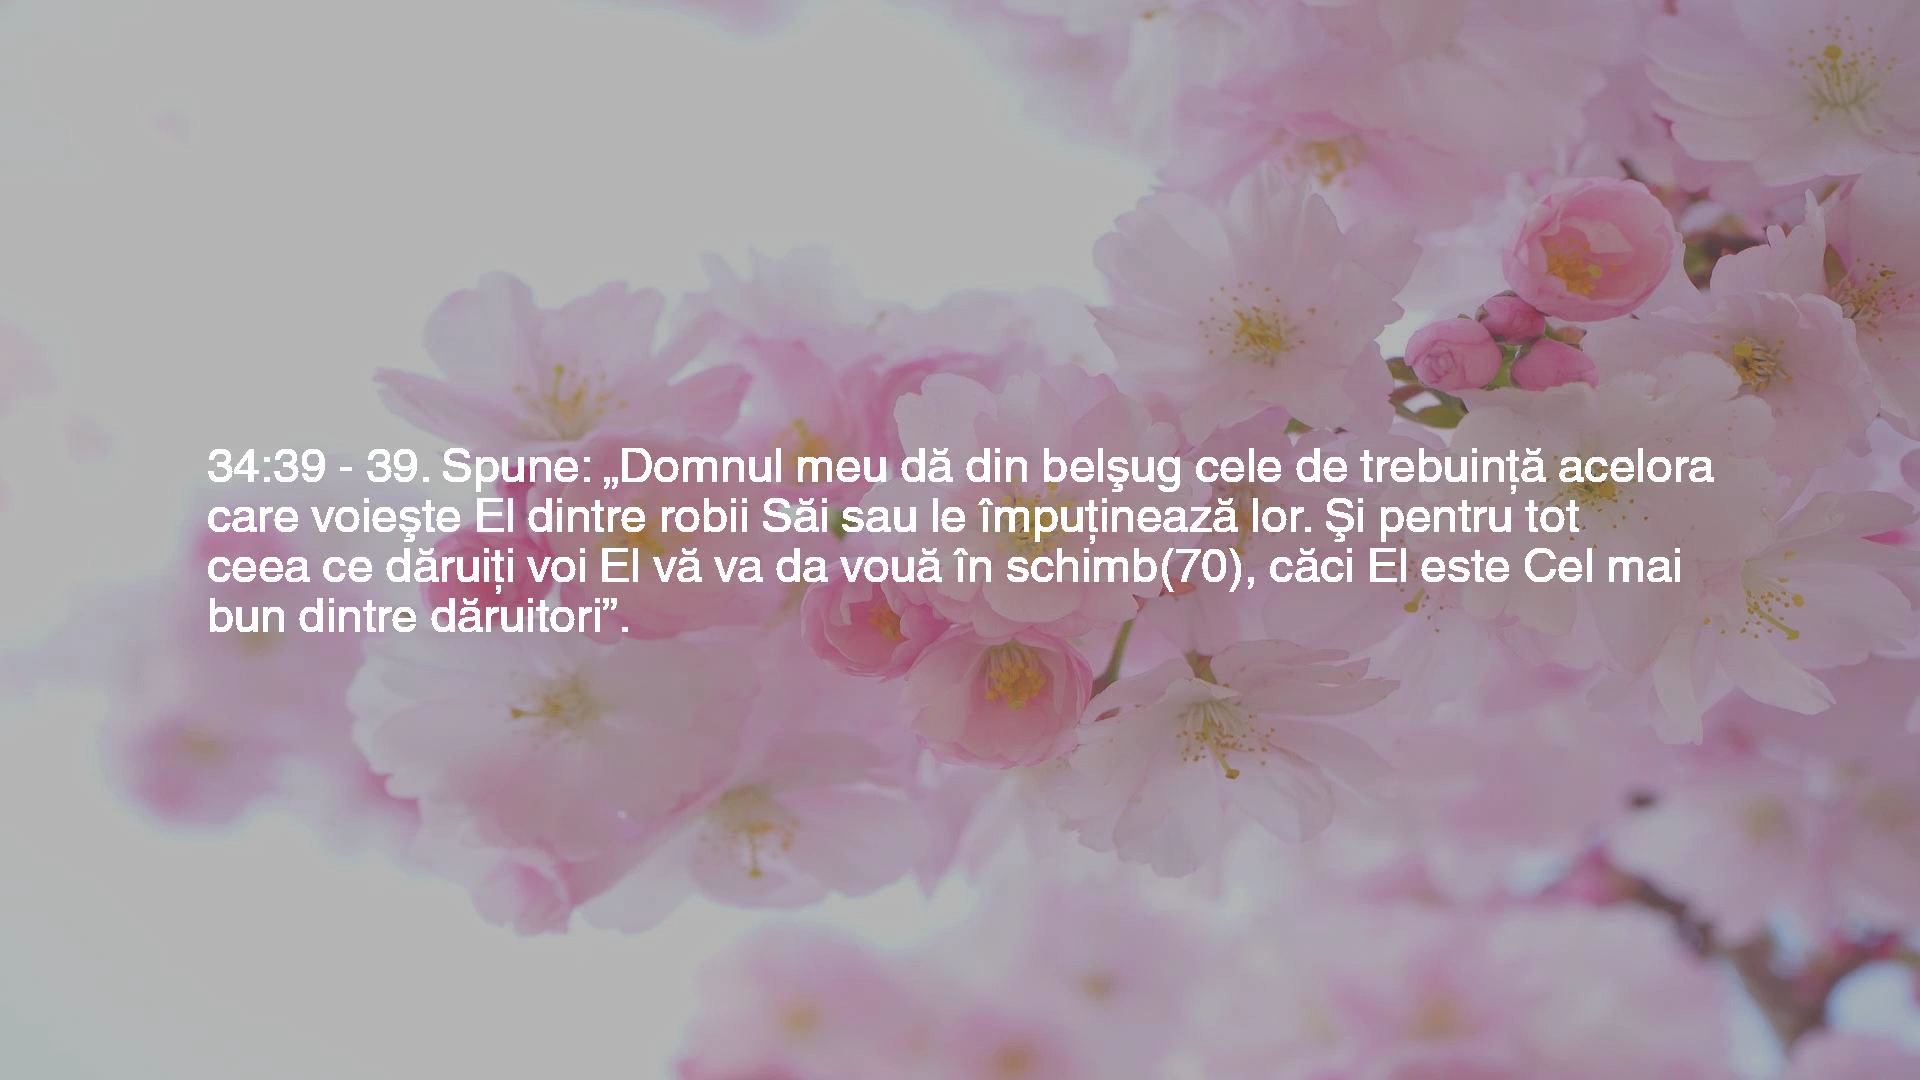 34:39 - 39. Spune: „Domnul meu dă din belşug cele de trebuință acelora
care voieşte El dintre robii Săi sau le împuținează lor. Şi pentru tot
ceea ce dăruiți voi El vă va da vouă în schimb(70), căci El este Cel mai
bun dintre dăruitori”.